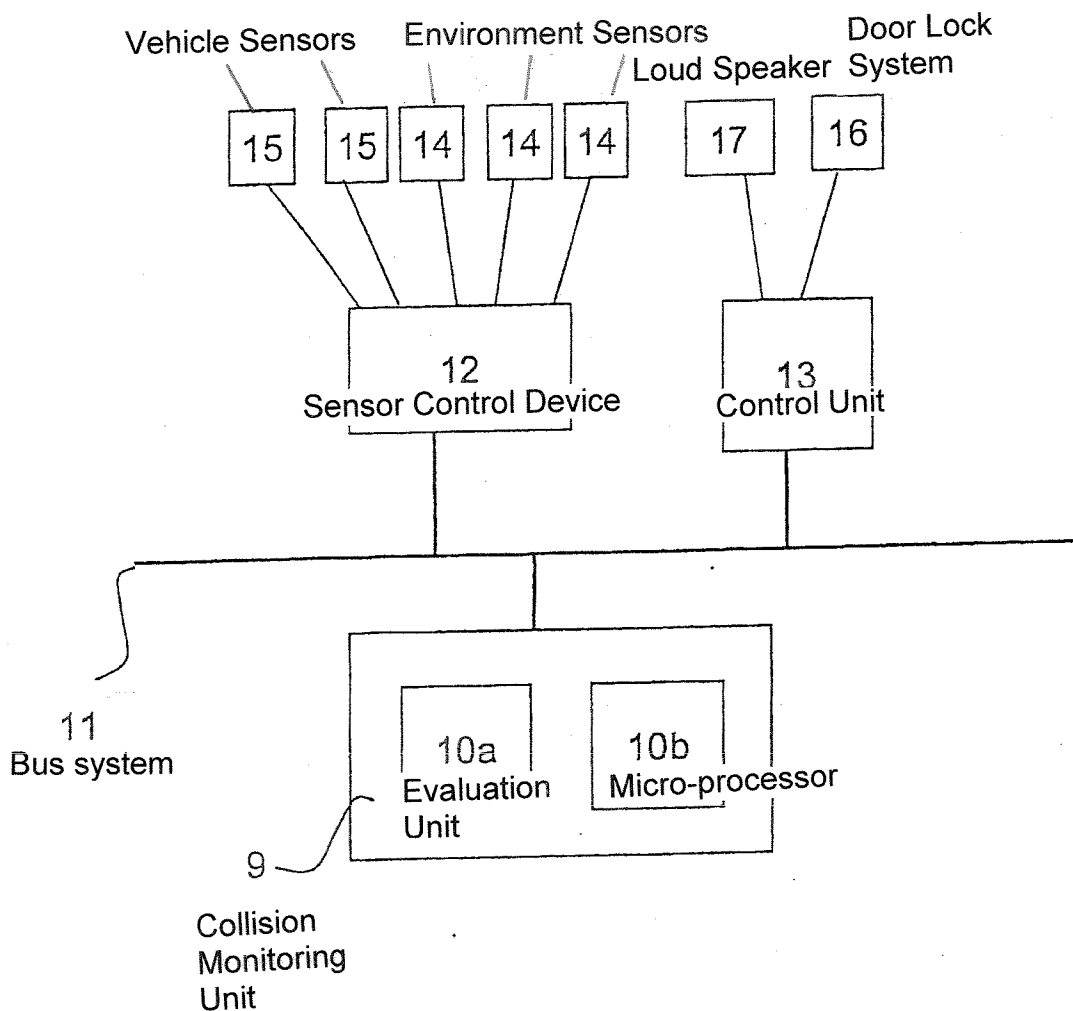 Vehicle Sensors
Environment Sensors
Loud Speaker
Door Lock
System
15
15
14
14
14
17
16
12
Sensor Control Device
13
Control Unit
11
Bus system
10a
Evaluation
Unit
10b
Micro-processor
9
Collision
Monitoring
Unit